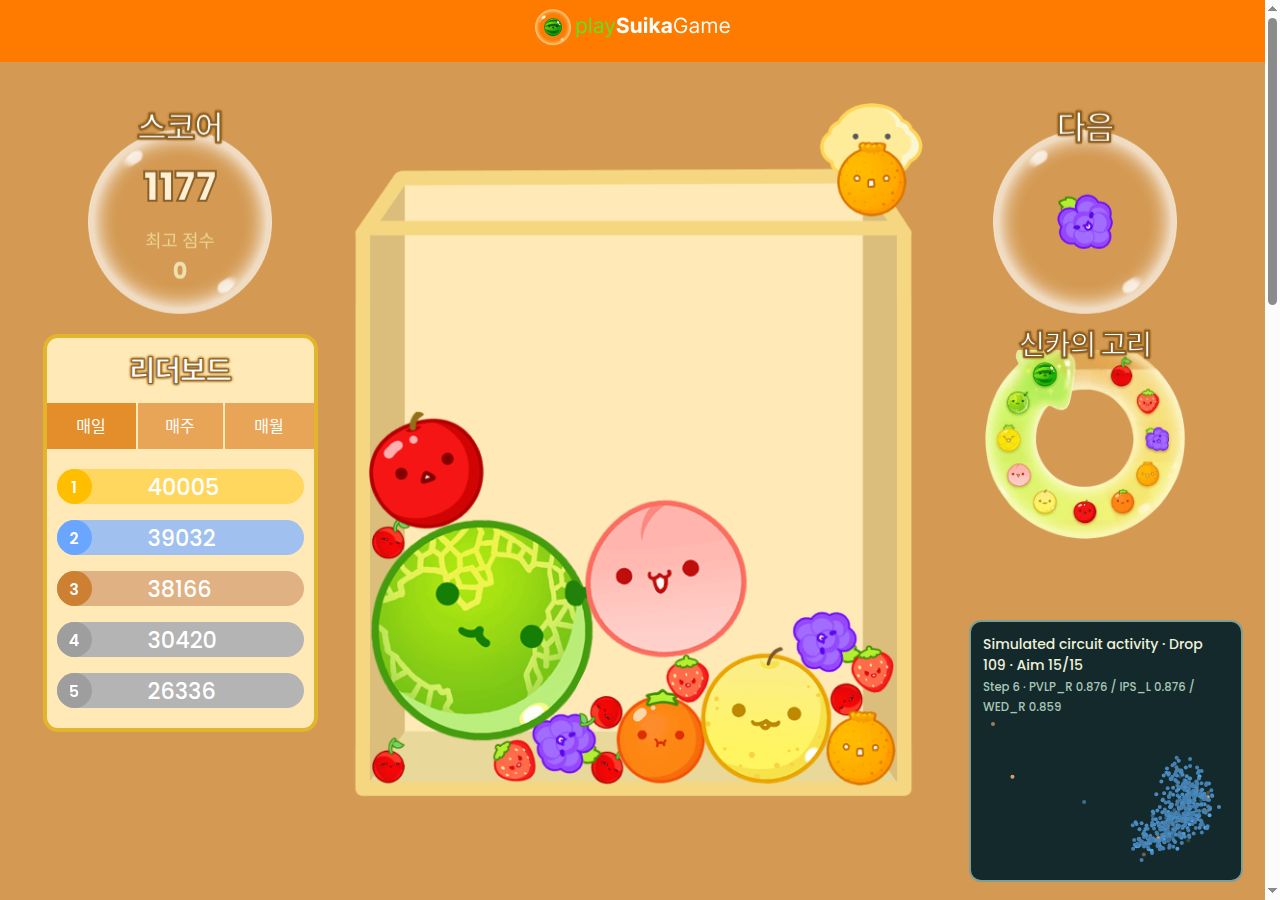 playSuikaGame
스코어
1177
최고 점수
0
다음
리더보드
매일 매주 매월
1 40005
2 39032
3 38166
4 30420
5 26336
신카의 고리
Simulated circuit activity · Drop
109 · Aim 15/15
Step 6 · PVLP_R 0.876 / IPS_L 0.876 /
WED_R 0.859